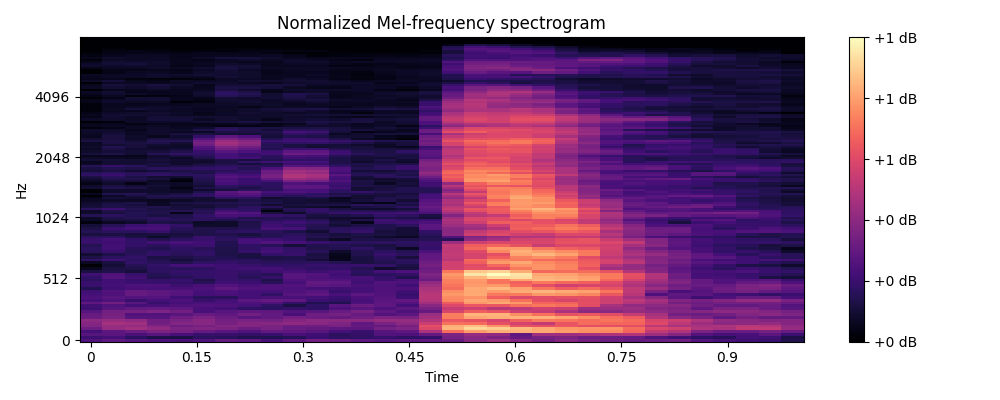 Normalized Mel-frequency spectrogram
Hz
4096
2048
1024
512
0
0 0.15 0.3 0.45 0.6 0.75 0.9
Time
+1 dB
+1 dB
+1 dB
+0 dB
+0 dB
+0 dB